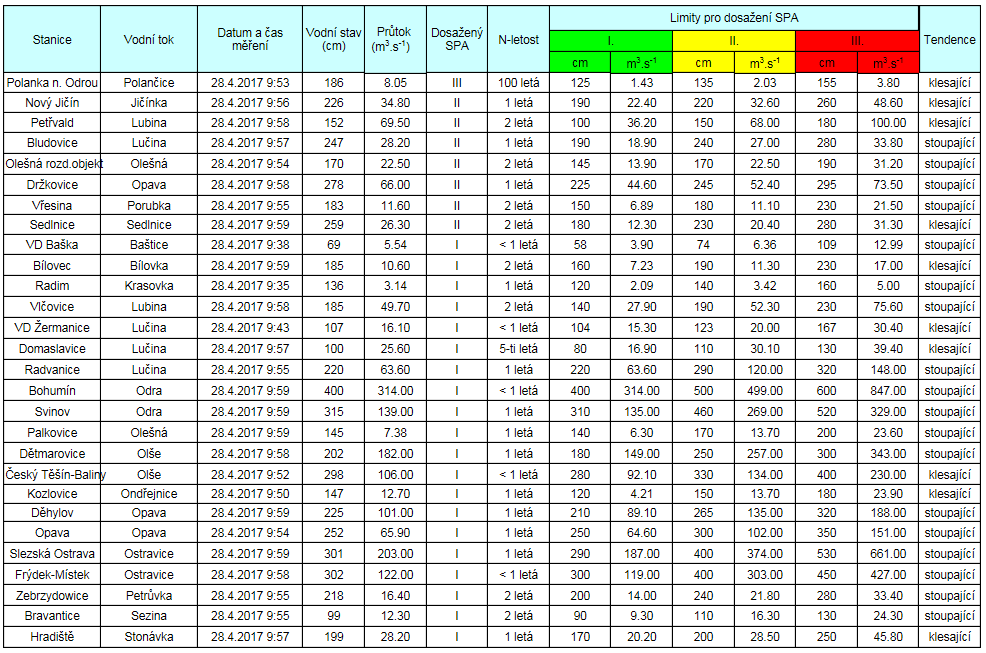 Stanice Vodní tok Datum a čas měření Vodní stav (cm) Průtok (m³.s⁻¹) Dosažený SPA N-letost Limity pro dosažení SPA Tendence
I. II. III.
cm m³.s⁻¹ cm m³.s⁻¹ cm m³.s⁻¹
Polanka n. Odrou Polančice 28.4.2017 9:53 186 8.05 III 100 letá 125 1.43 135 2.03 155 3.80 klesající
Nový Jičín Jičínka 28.4.2017 9:56 226 34.80 II 1 letá 190 22.40 220 32.60 260 48.60 klesající
Petřvald Lubina 28.4.2017 9:58 152 69.50 II 2 letá 100 36.20 150 68.00 180 100.00 klesající
Bludovice Lučina 28.4.2017 9:57 247 28.20 II 1 letá 190 18.90 240 27.00 280 33.80 stoupající
Olešná rozd.objekt Olešná 28.4.2017 9:54 170 22.50 II 2 letá 145 13.90 170 22.50 190 31.20 stoupající
Držkovice Opava 28.4.2017 9:58 278 66.00 II 1 letá 225 44.60 245 52.40 295 73.50 stoupající
Vřesina Porubka 28.4.2017 9:55 183 11.60 II 2 letá 150 6.89 180 11.10 230 21.50 stoupající
Sedlnice Sedlnice 28.4.2017 9:59 259 26.30 II 2 letá 180 12.30 230 20.40 280 31.30 klesající
VD Baška Baštice 28.4.2017 9:38 69 5.54 I < 1 letá 58 3.90 74 6.36 109 12.99 stoupající
Bílovec Bílovka 28.4.2017 9:59 185 10.60 I 2 letá 160 7.23 190 11.30 230 17.00 klesající
Radim Krasovka 28.4.2017 9:35 136 3.14 I 1 letá 120 2.09 140 3.42 160 5.00 stoupající
Vlčovice Lubina 28.4.2017 9:58 185 49.70 I 2 letá 140 27.90 190 52.30 230 75.60 stoupající
VD Žermanice Lučina 28.4.2017 9:43 107 16.10 I < 1 letá 104 15.30 123 20.00 167 30.40 klesající
Domaslavice Lučina 28.4.2017 9:57 100 25.60 I 5-ti letá 80 16.90 110 30.10 130 39.40 klesající
Radvanice Lučina 28.4.2017 9:55 220 63.60 I 1 letá 220 63.60 290 120.00 320 148.00 stoupající
Bohumín Odra 28.4.2017 9:59 400 314.00 I < 1 letá 400 314.00 500 499.00 600 847.00 stoupající
Svinov Odra 28.4.2017 9:59 315 139.00 I 1 letá 310 135.00 460 269.00 520 329.00 stoupající
Palkovice Olešná 28.4.2017 9:59 145 7.38 I 1 letá 140 6.30 170 13.70 200 23.60 stoupající
Dětmarovice Olše 28.4.2017 9:58 202 182.00 I 1 letá 180 149.00 250 257.00 300 343.00 stoupající
Český Těšín-Baliny Olše 28.4.2017 9:52 298 106.00 I < 1 letá 280 92.10 330 134.00 400 230.00 klesající
Kozlovice Ondřejnice 28.4.2017 9:50 147 12.70 I 1 letá 120 4.21 150 13.70 180 23.90 klesající
Děhylov Opava 28.4.2017 9:59 225 101.00 I 1 letá 210 89.10 265 135.00 320 188.00 stoupající
Opava Opava 28.4.2017 9:54 252 65.90 I 1 letá 250 64.60 300 102.00 350 151.00 stoupající
Slezská Ostrava Ostravice 28.4.2017 9:59 301 203.00 I 1 letá 290 187.00 400 374.00 530 661.00 stoupající
Frýdek-Místek Ostravice 28.4.2017 9:58 302 122.00 I < 1 letá 300 119.00 400 303.00 450 427.00 stoupající
Zebrzydowice Petrůvka 28.4.2017 9:55 218 16.40 I 2 letá 200 14.00 240 21.80 280 33.40 stoupající
Bravantice Sezina 28.4.2017 9:55 99 12.30 I 2 letá 90 9.30 110 16.30 130 24.30 stoupající
Hradiště Stonávka 28.4.2017 9:57 199 28.20 I 1 letá 170 20.20 200 28.50 250 45.80 klesající